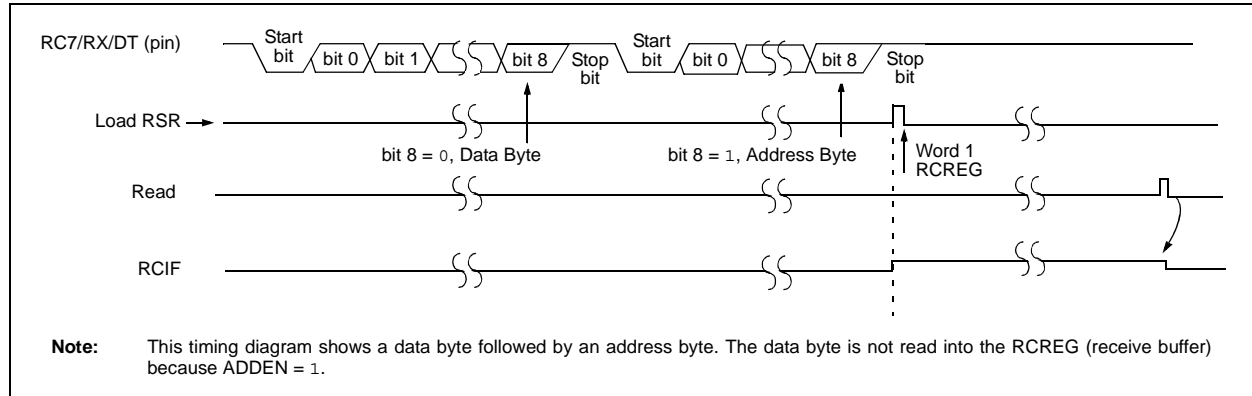 RC7/RX/DT (pin)
Start bit
bit 0
bit 1
bit 8
Stop bit
Start bit
bit 0
bit 8
Stop bit
Load RSR
bit 8 = 0, Data Byte
bit 8 = 1, Address Byte
Word 1
RCREG
Read
RCIF
Note: This timing diagram shows a data byte followed by an address byte. The data byte is not read into the RCREG (receive buffer)
because ADDEN = 1.